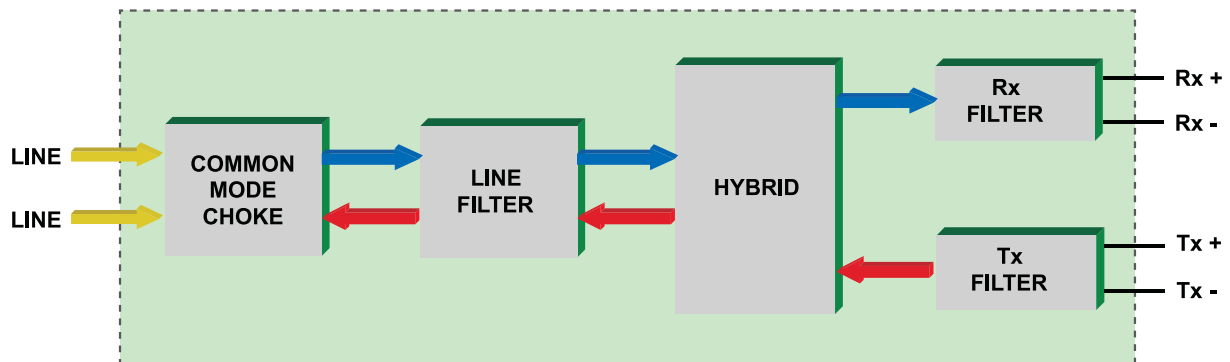 LINE
LINE
COMMON
MODE
CHOKE
LINE
FILTER
HYBRID
Rx
FILTER
Rx +
Rx -
Tx
FILTER
Tx +
Tx -